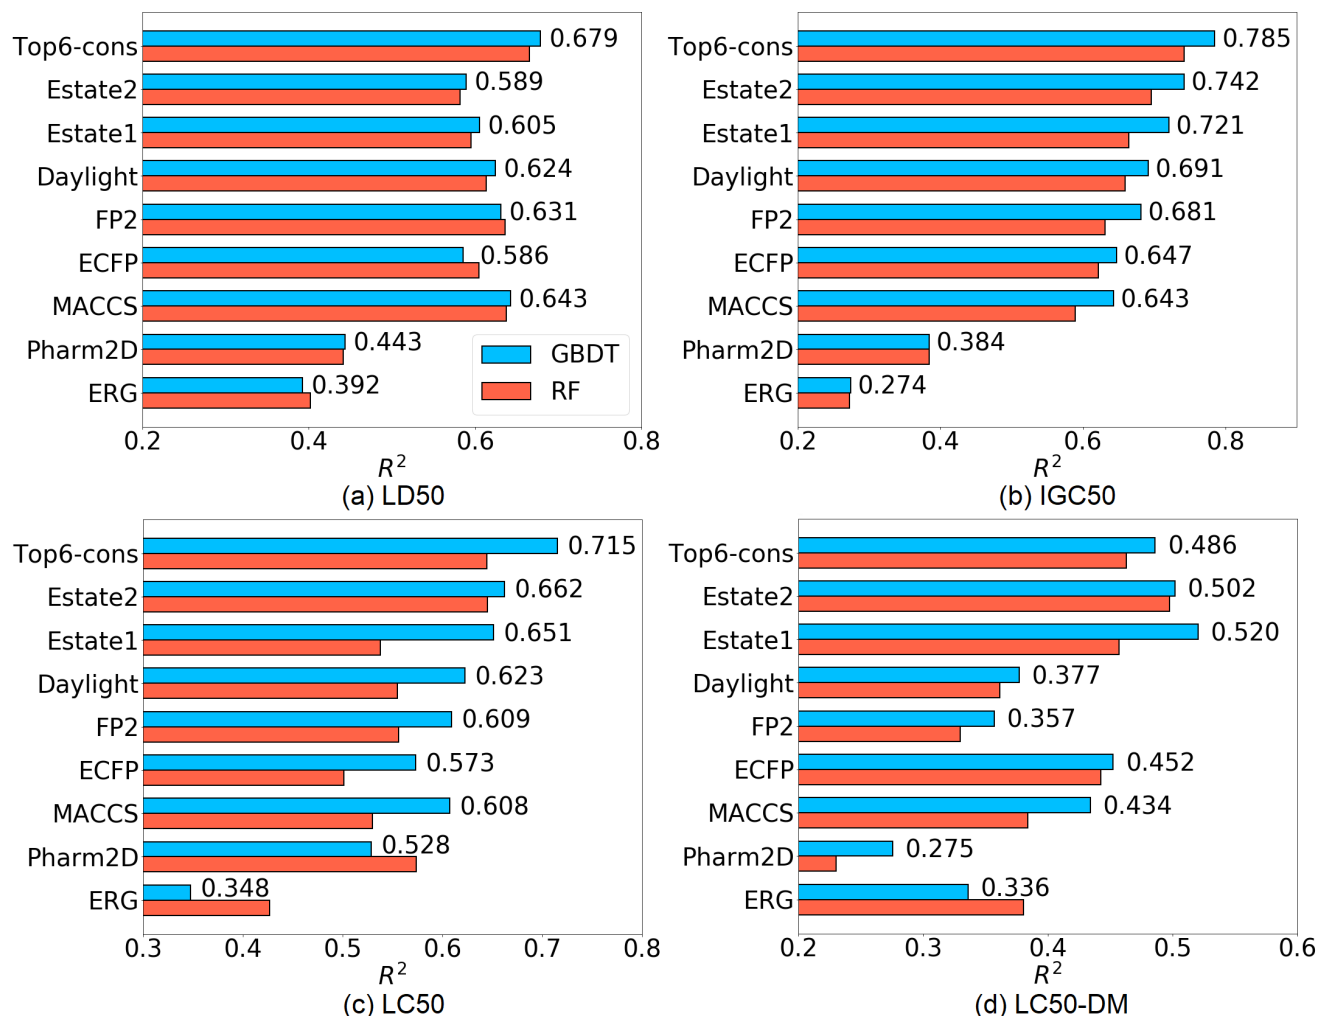 Top6-cons 0.679
Estate2 0.589
Estate1 0.605
Daylight 0.624
FP2 0.631
ECFP 0.586
MACCS 0.643
Pharm2D 0.443
ERG 0.392
GBDT
RF
0.2 0.4 0.6 0.8
R²
(a) LD50
Top6-cons 0.785
Estate2 0.742
Estate1 0.721
Daylight 0.691
FP2 0.681
ECFP 0.647
MACCS 0.643
Pharm2D 0.384
ERG 0.274
0.2 0.4 0.6 0.8
R²
(b) IGC50
Top6-cons 0.715
Estate2 0.662
Estate1 0.651
Daylight 0.623
FP2 0.609
ECFP 0.573
MACCS 0.608
Pharm2D 0.528
ERG 0.348
0.3 0.4 0.5 0.6 0.7 0.8
R²
(c) LC50
Top6-cons 0.486
Estate2 0.502
Estate1 0.520
Daylight 0.377
FP2 0.357
ECFP 0.452
MACCS 0.434
Pharm2D 0.275
ERG 0.336
0.2 0.3 0.4 0.5 0.6
R²
(d) LC50-DM